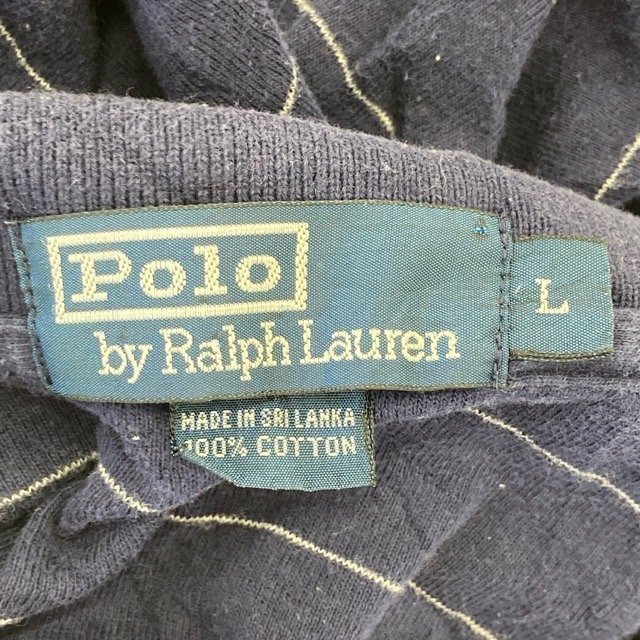 Polo
by Ralph Lauren
L
MADE IN SRI LANKA
100% COTTON